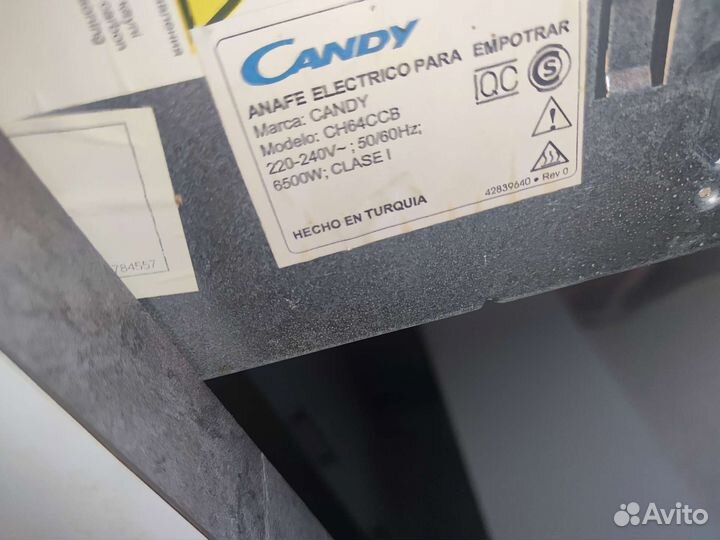 CANDY
ANAFE ELECTRICO PARA EMPOTRAR
Marca: CANDY
Modelo: CH64CCB
220-240V~; 50/60Hz;
6500W; CLASE I
QC
S
42839640 • Rev 0
HECHO EN TURQUIA
784557
Avito